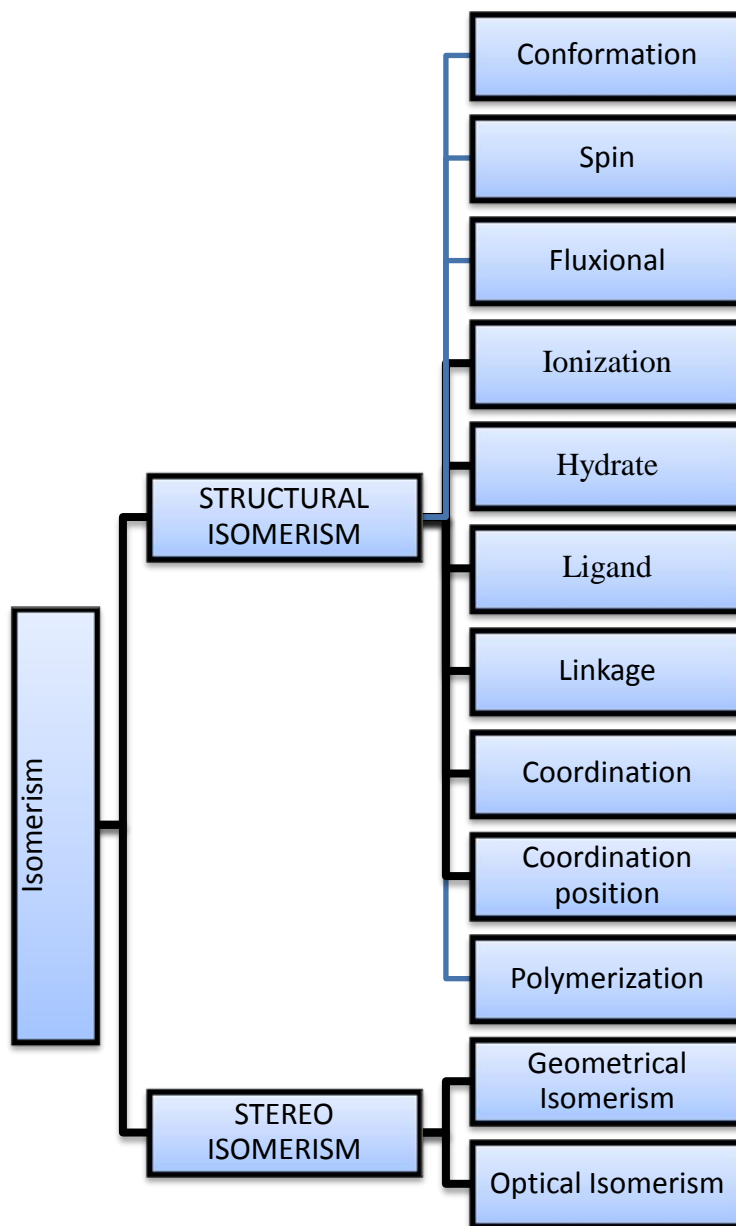 Isomerism
STRUCTURAL
ISOMERISM
Conformation
Spin
Fluxional
Ionization
Hydrate
Ligand
Linkage
Coordination
Coordination
position
Polymerization
STEREO
ISOMERISM
Geometrical
Isomerism
Optical Isomerism